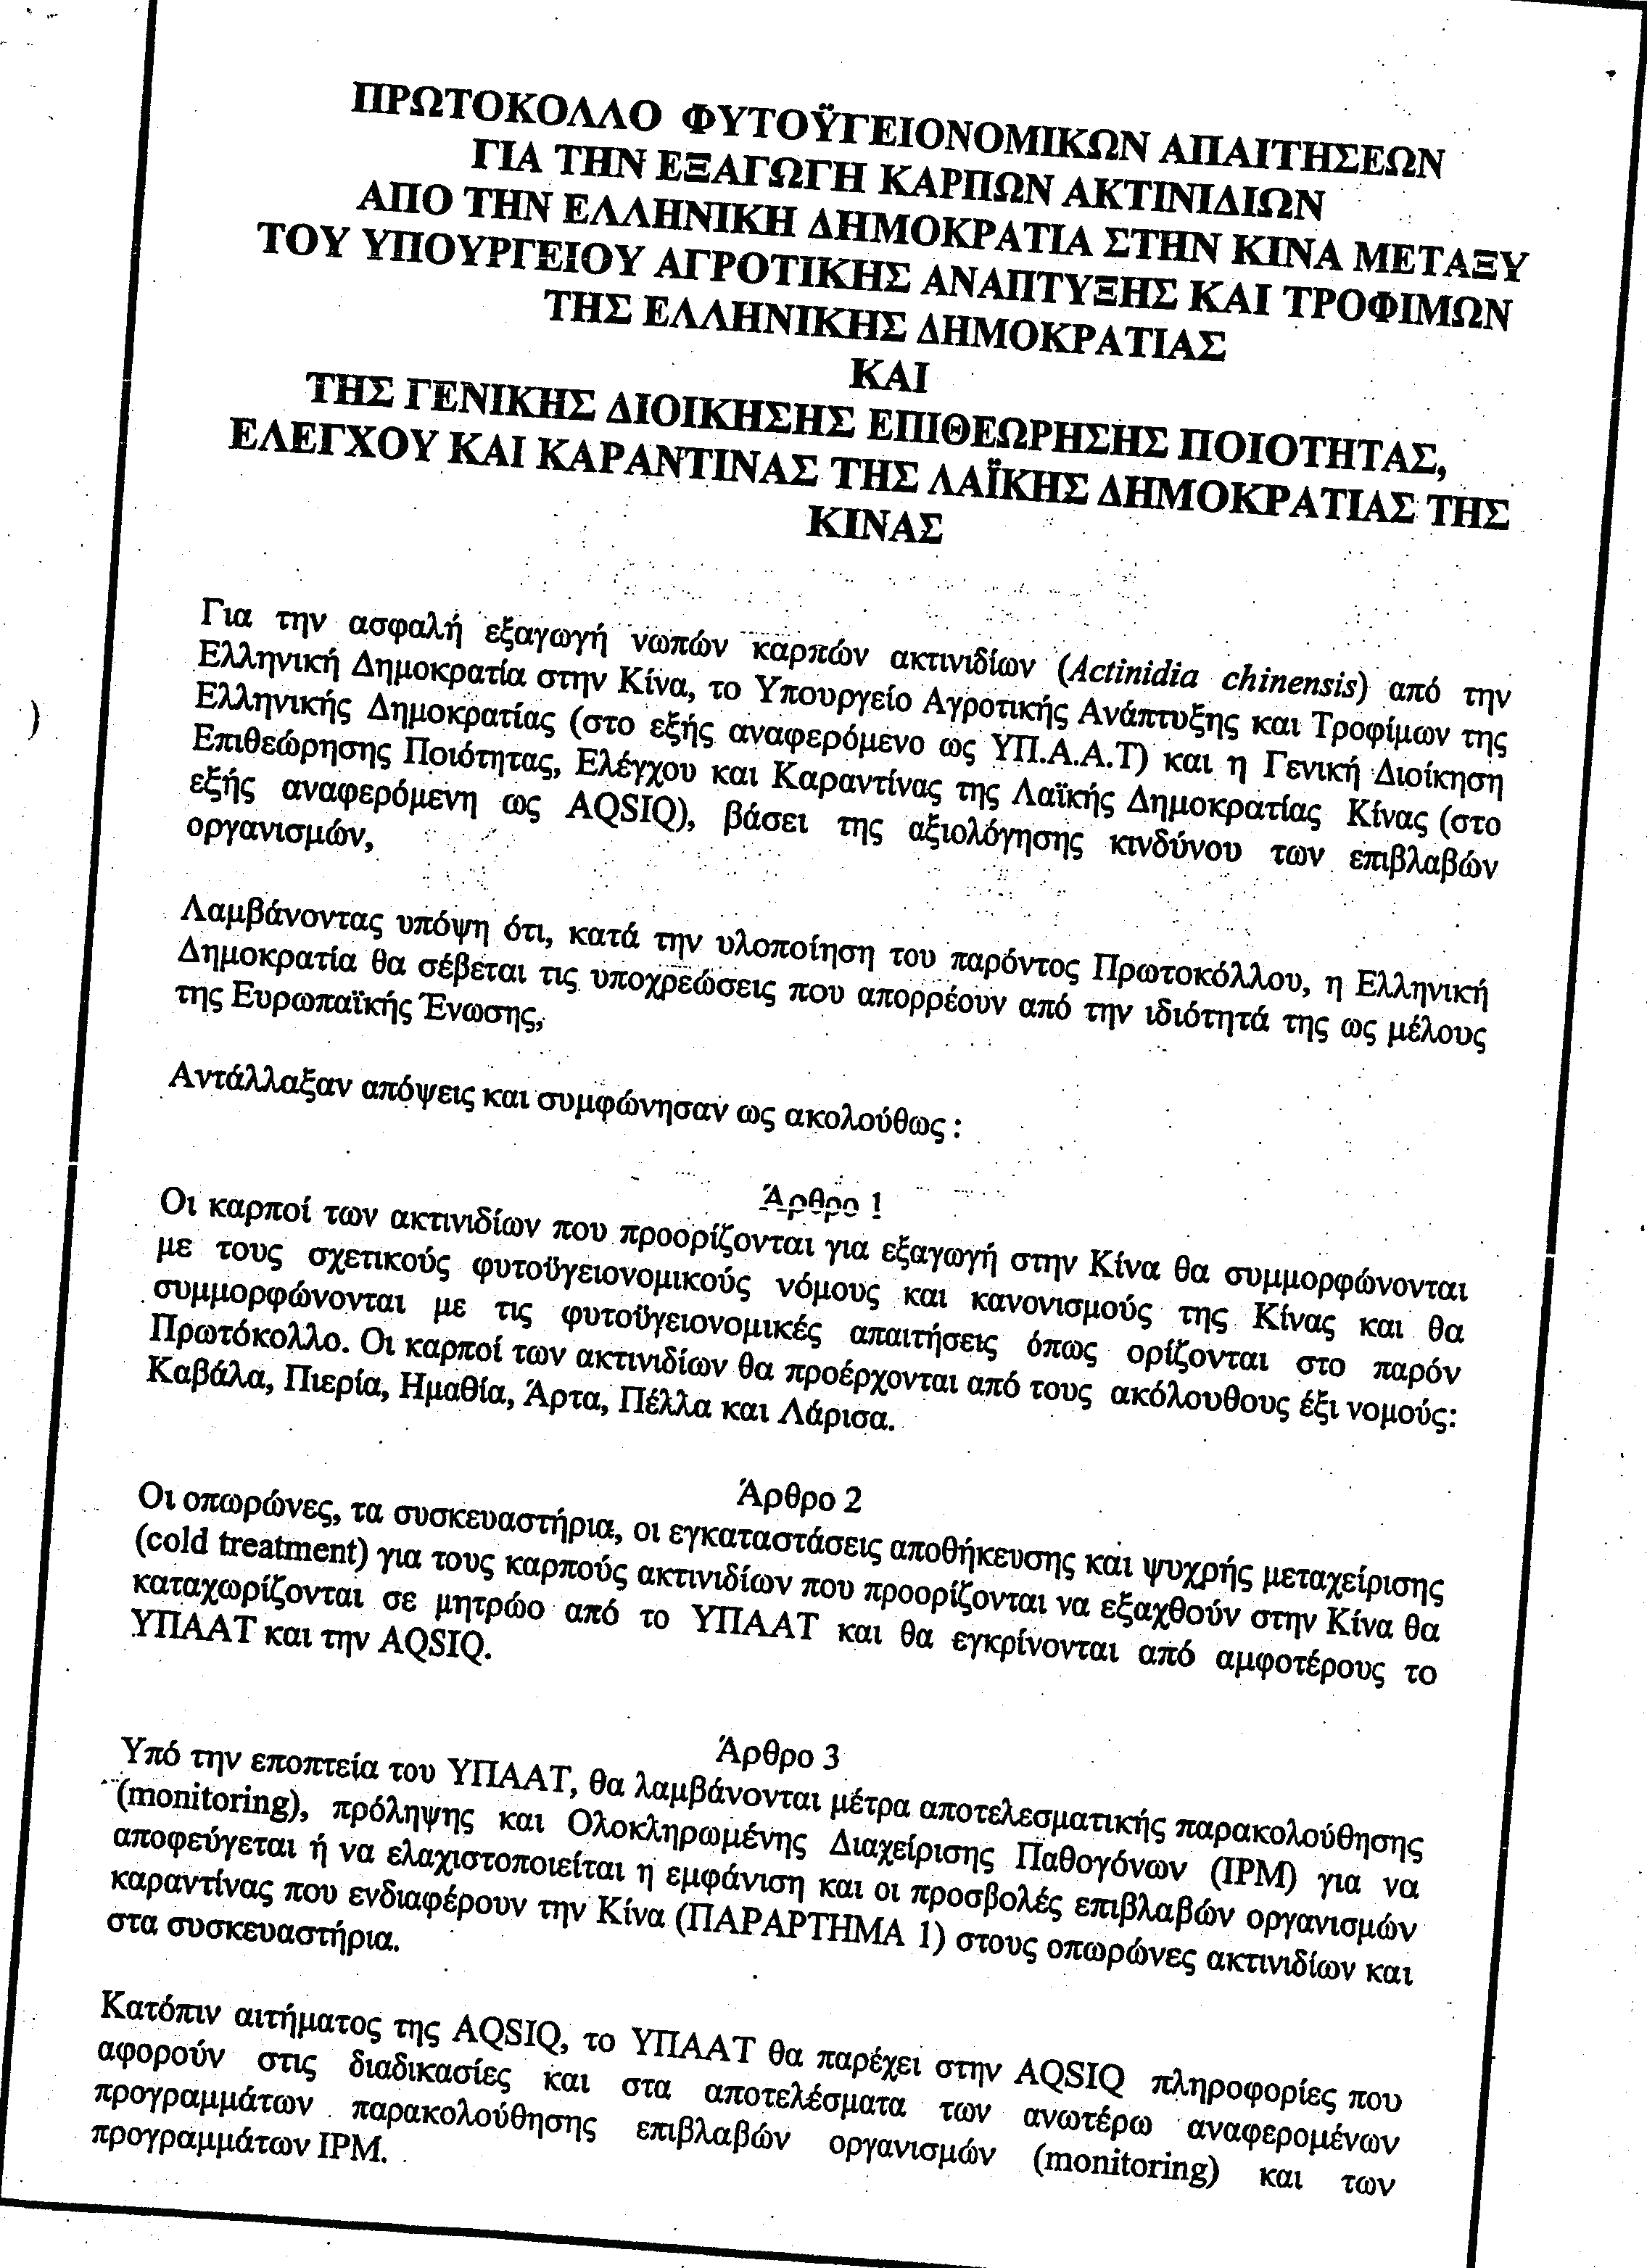 ΠΡΩΤΟΚΟΛΛΟ ΦΥΤΟΫΓΕΙΟΝΟΜΙΚΩΝ ΑΠΑΙΤΗΣΕΩΝ
ΓΙΑ ΤΗΝ ΕΞΑΓΩΓΗ ΚΑΡΠΩΝ ΑΚΤΙΝΙΔΙΩΝ
ΑΠΟ ΤΗΝ ΕΛΛΗΝΙΚΗ ΔΗΜΟΚΡΑΤΙΑ ΣΤΗΝ ΚΙΝΑ ΜΕΤΑΞΥ
ΤΟΥ ΥΠΟΥΡΓΕΙΟΥ ΑΓΡΟΤΙΚΗΣ ΑΝΑΠΤΥΞΗΣ ΚΑΙ ΤΡΟΦΙΜΩΝ
ΤΗΣ ΕΛΛΗΝΙΚΗΣ ΔΗΜΟΚΡΑΤΙΑΣ
ΚΑΙ
ΤΗΣ ΓΕΝΙΚΗΣ ΔΙΟΙΚΗΣΗΣ ΕΠΙΘΕΩΡΗΣΗΣ ΠΟΙΟΤΗΤΑΣ,
ΕΛΕΓΧΟΥ ΚΑΙ ΚΑΡΑΝΤΙΝΑΣ ΤΗΣ ΛΑΪΚΗΣ ΔΗΜΟΚΡΑΤΙΑΣ ΤΗΣ
ΚΙΝΑΣ
Για την ασφαλή εξαγωγή νωπών καρπών ακτινιδίων (Actinidia chinensis) από την
Ελληνική Δημοκρατία στην Κίνα, το Υπουργείο Αγροτικής Ανάπτυξης και Τροφίμων της
Ελληνικής Δημοκρατίας (στο εξής αναφερόμενο ως ΥΠ.Α.Α.Τ) και η Γενική Διοίκηση
Επιθεώρησης Ποιότητας, Ελέγχου και Καραντίνας της Λαϊκής Δημοκρατίας Κίνας (στο
εξής αναφερόμενη ως AQSIQ), βάσει της αξιολόγησης κινδύνου των επιβλαβών
οργανισμών,
Λαμβάνοντας υπόψη ότι, κατά την υλοποίηση του παρόντος Πρωτοκόλλου, η Ελληνική
Δημοκρατία θα σέβεται τις υποχρεώσεις που απορρέουν από την ιδιότητά της ως μέλους
της Ευρωπαϊκής Ένωσης,
Αντάλλαξαν απόψεις και συμφώνησαν ως ακολούθως :
Άρθρο 1
Οι καρποί των ακτινιδίων που προορίζονται για εξαγωγή στην Κίνα θα συμμορφώνονται
με τους σχετικούς φυτοϋγειονομικούς νόμους και κανονισμούς της Κίνας και θα
συμμορφώνονται με τις φυτοϋγειονομικές απαιτήσεις όπως ορίζονται στο παρόν
Πρωτόκολλο. Οι καρποί των ακτινιδίων θα προέρχονται από τους ακόλουθους έξι νομούς:
Καβάλα, Πιερία, Ημαθία, Άρτα, Πέλλα και Λάρισα.
Άρθρο 2
Οι οπωρώνες, τα συσκευαστήρια, οι εγκαταστάσεις αποθήκευσης και ψυχρής μεταχείρισης
(cold treatment) για τους καρπούς ακτινιδίων που προορίζονται να εξαχθούν στην Κίνα θα
καταχωρίζονται σε μητρώο από το ΥΠΑΑΤ και θα εγκρίνονται από αμφοτέρους το
ΥΠΑΑΤ και την AQSIQ.
Άρθρο 3
Υπό την εποπτεία του ΥΠΑΑΤ, θα λαμβάνονται μέτρα αποτελεσματικής παρακολούθησης
(monitoring), πρόληψης και Ολοκληρωμένης Διαχείρισης Παθογόνων (IPM) για να
αποφεύγεται ή να ελαχιστοποιείται η εμφάνιση και οι προσβολές επιβλαβών οργανισμών
καραντίνας που ενδιαφέρουν την Κίνα (ΠΑΡΑΡΤΗΜΑ 1) στους οπωρώνες ακτινιδίων και
στα συσκευαστήρια.
Κατόπιν αιτήματος της AQSIQ, το ΥΠΑΑΤ θα παρέχει στην AQSIQ πληροφορίες που
αφορούν στις διαδικασίες και στα αποτελέσματα των ανωτέρω αναφερομένων
προγραμμάτων παρακολούθησης επιβλαβών οργανισμών (monitoring) και των
προγραμμάτων IPM.